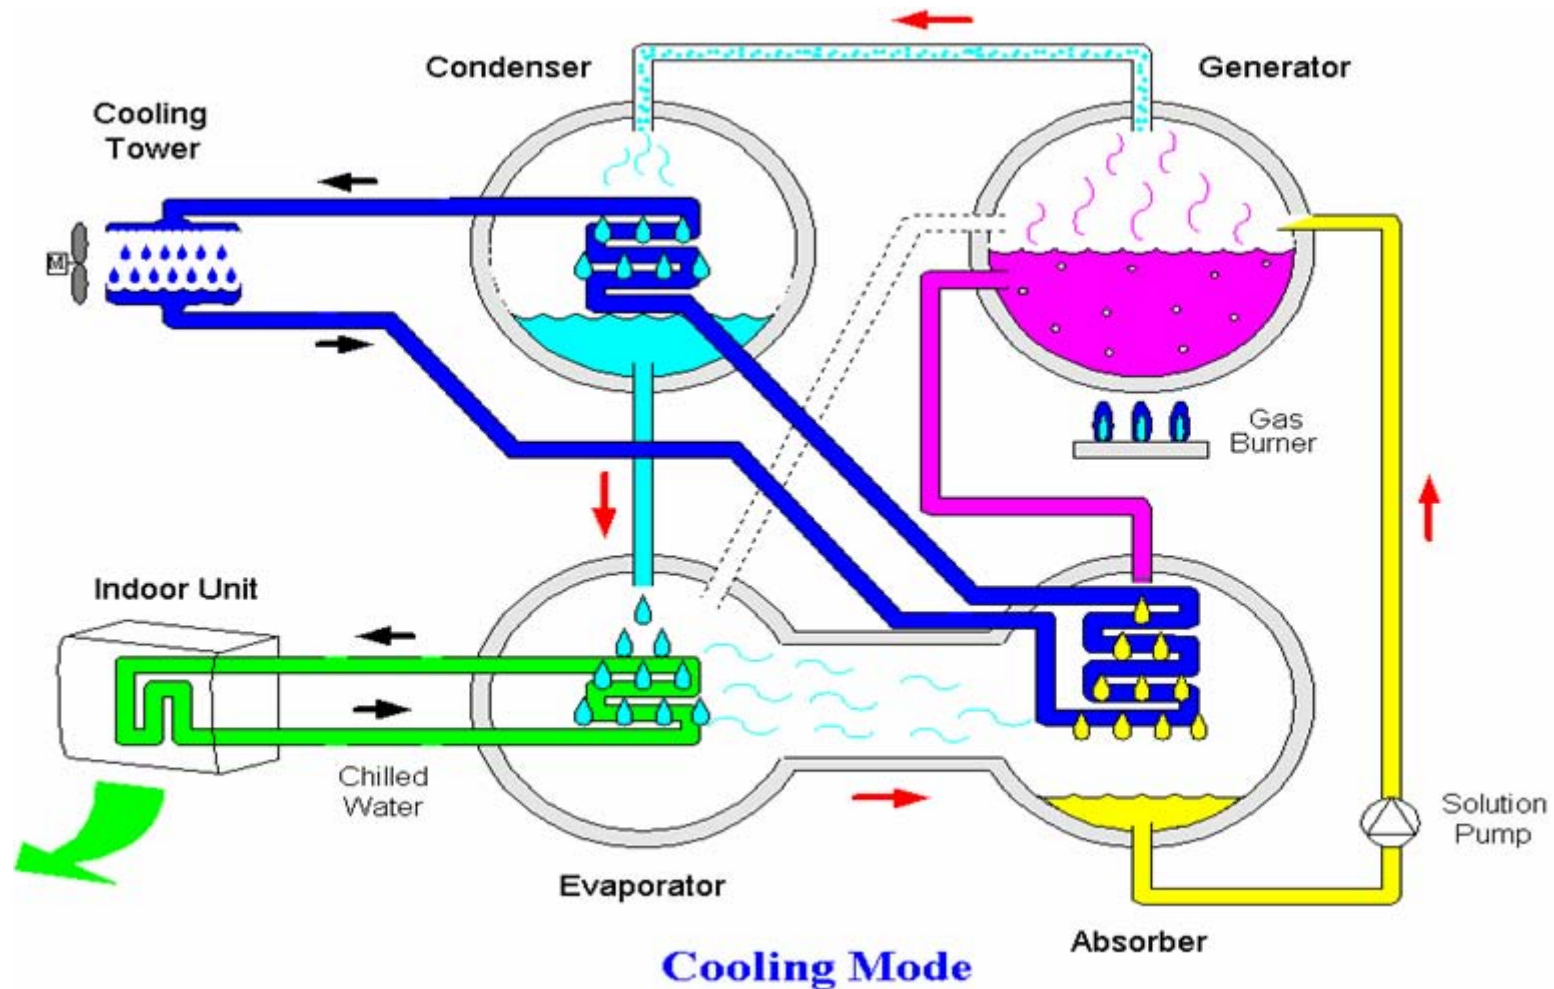 Condenser
Generator
Cooling
Tower
M
Gas
Burner
Indoor Unit
Chilled
Water
Solution
Pump
Evaporator
Absorber
Cooling Mode